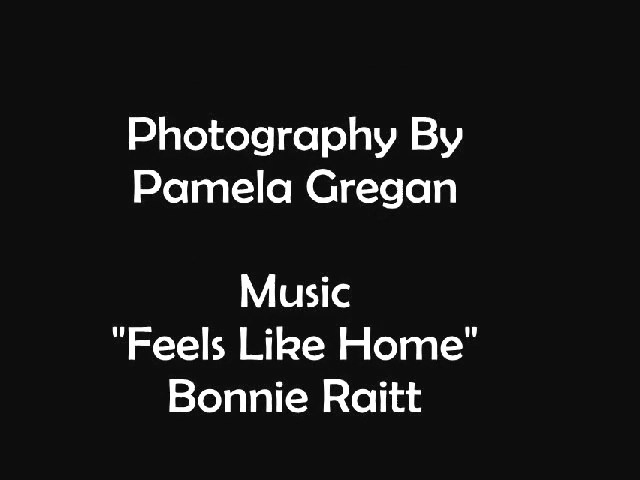 Photography By
Pamela Gregan
Music
"Feels Like Home"
Bonnie Raitt